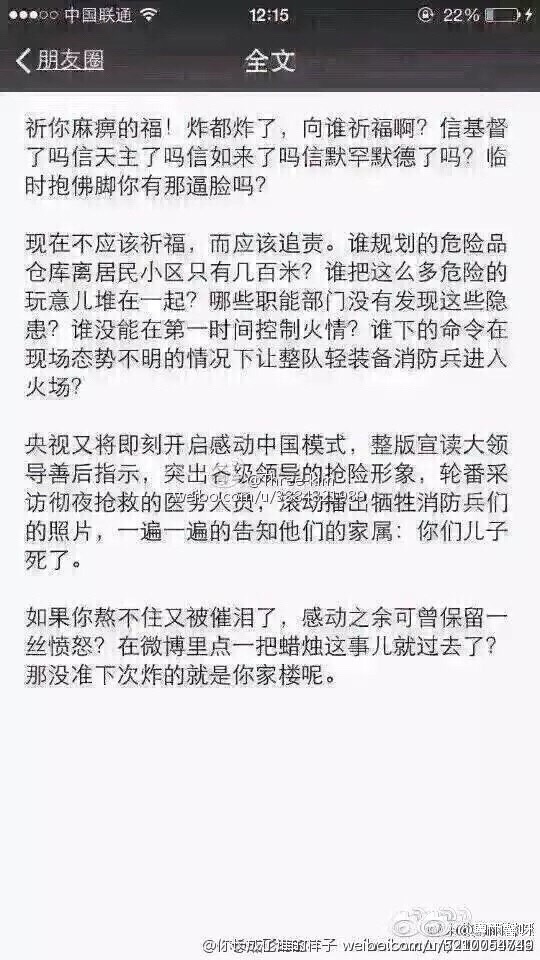 中国联通
12:15
22%
朋友圈
全文
祈你麻痹的福！炸都炸了，向谁祈福啊？信基督
了吗信天主了吗信如来了吗信默罕默德了吗？临
时抱佛脚你有那逼脸吗？
现在不应该祈福，而应该追责。谁规划的危险品
仓库离居民小区只有几百米？谁把这么多危险的
玩意儿堆在一起？哪些职能部门没有发现这些隐
患？谁没能在第一时间控制火情？谁下的命令在
现场态势不明的情况下让整队轻装备消防兵进入
火场？
央视又将即刻开启感动中国模式，整版宣读大领
导善后指示，突出各级领导的抢险形象，轮番采
访彻夜抢救的医务人员，滚动播出牺牲消防兵们
的照片，一遍一遍的告知他们的家属：你们儿子
死了。
如果你熬不住又被催泪了，感动之余可曾保留一
丝愤怒？在微博里点一把蜡烛这事儿就过去了？
那没准下次炸的就是你家楼呢。